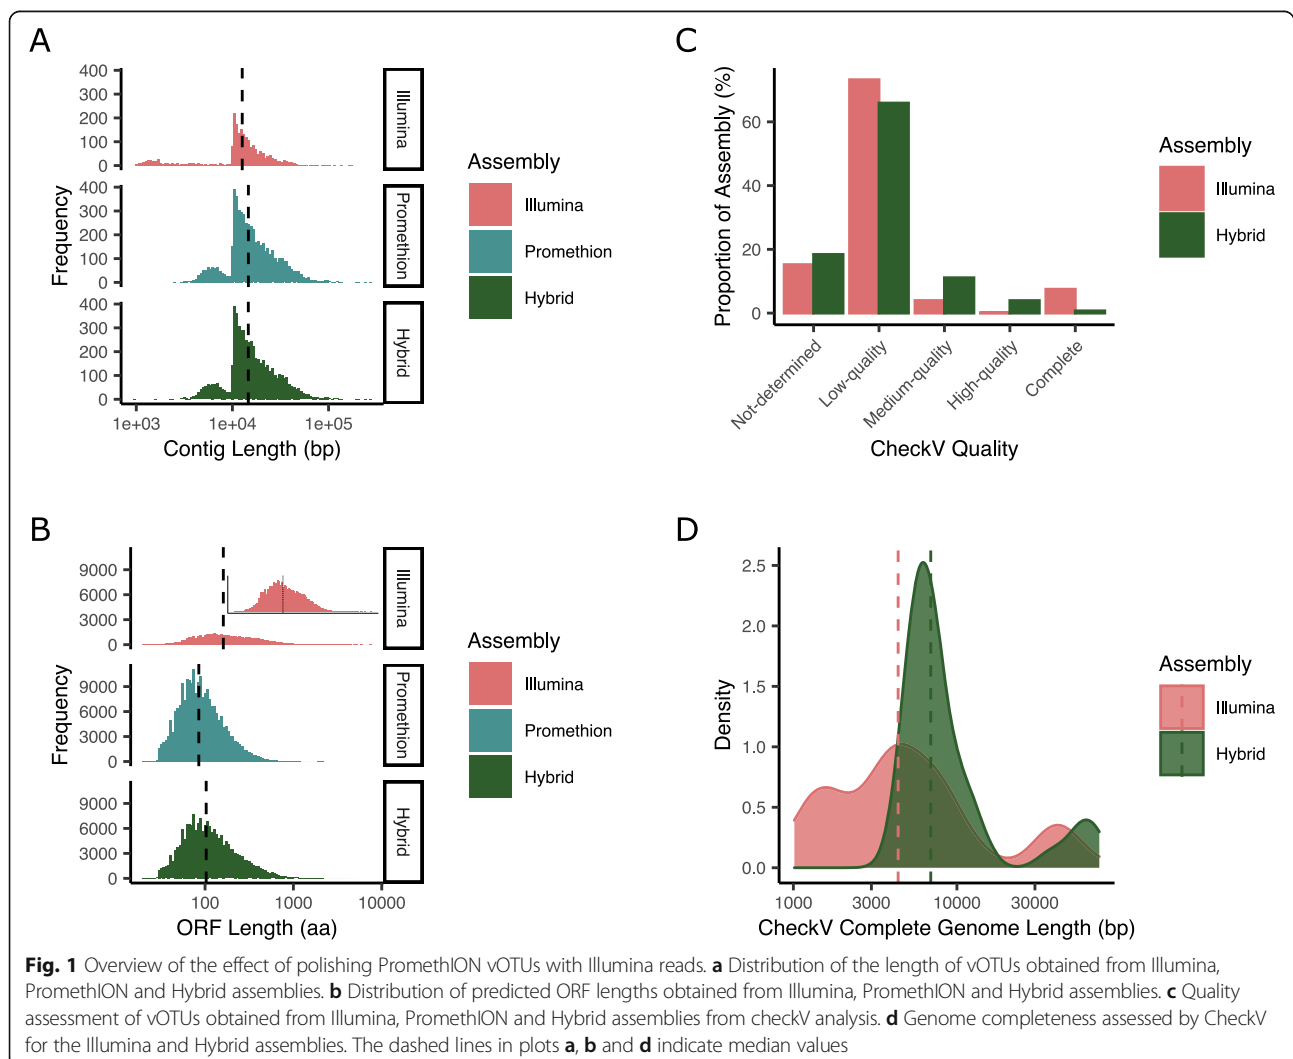 A
Frequency
400
300
200
100
0
Illumina
400
300
200
100
0
Promethion
400
300
200
100
0
Hybrid
1e+03 1e+04 1e+05
Contig Length (bp)
Assembly
Illumina
Promethion
Hybrid
C
Proportion of Assembly (%)
60
40
20
0
Not-determined
Low-quality
Medium-quality
High-quality
Complete
CheckV Quality
Assembly
Illumina
Hybrid
B
Frequency
9000
6000
3000
0
Illumina
9000
6000
3000
0
Promethion
9000
6000
3000
0
Hybrid
100 1000 10000
ORF Length (aa)
Assembly
Illumina
Promethion
Hybrid
D
Density
2.5
2.0
1.5
1.0
0.5
0.0
1000 3000 10000 30000
CheckV Complete Genome Length (bp)
Assembly
Illumina
Hybrid
Fig. 1 Overview of the effect of polishing PromethION vOTUs with Illumina reads. a Distribution of the length of vOTUs obtained from Illumina,
PromethION and Hybrid assemblies. b Distribution of predicted ORF lengths obtained from Illumina, PromethION and Hybrid assemblies. c Quality
assessment of vOTUs obtained from Illumina, PromethION and Hybrid assemblies from checkV analysis. d Genome completeness assessed by CheckV
for the Illumina and Hybrid assemblies. The dashed lines in plots a, b and d indicate median values